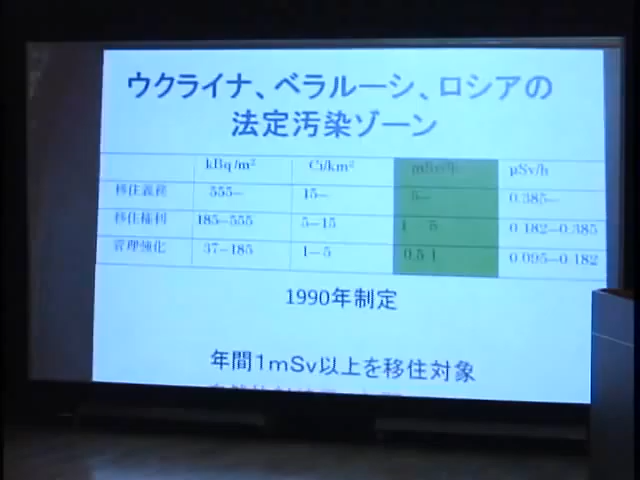 ウクライナ、ベラルーシ、ロシアの
法定汚染ゾーン
kBq/m² Ci/km² μSv/h
移住義務 555– 15– 5– 0.385–
移住権利 185–555 5–15 1 5 0.182–0.385
管理強化 37–185 1–5 0.5 1 0.095–0.182
1990年制定
年間1mSv以上を移住対象